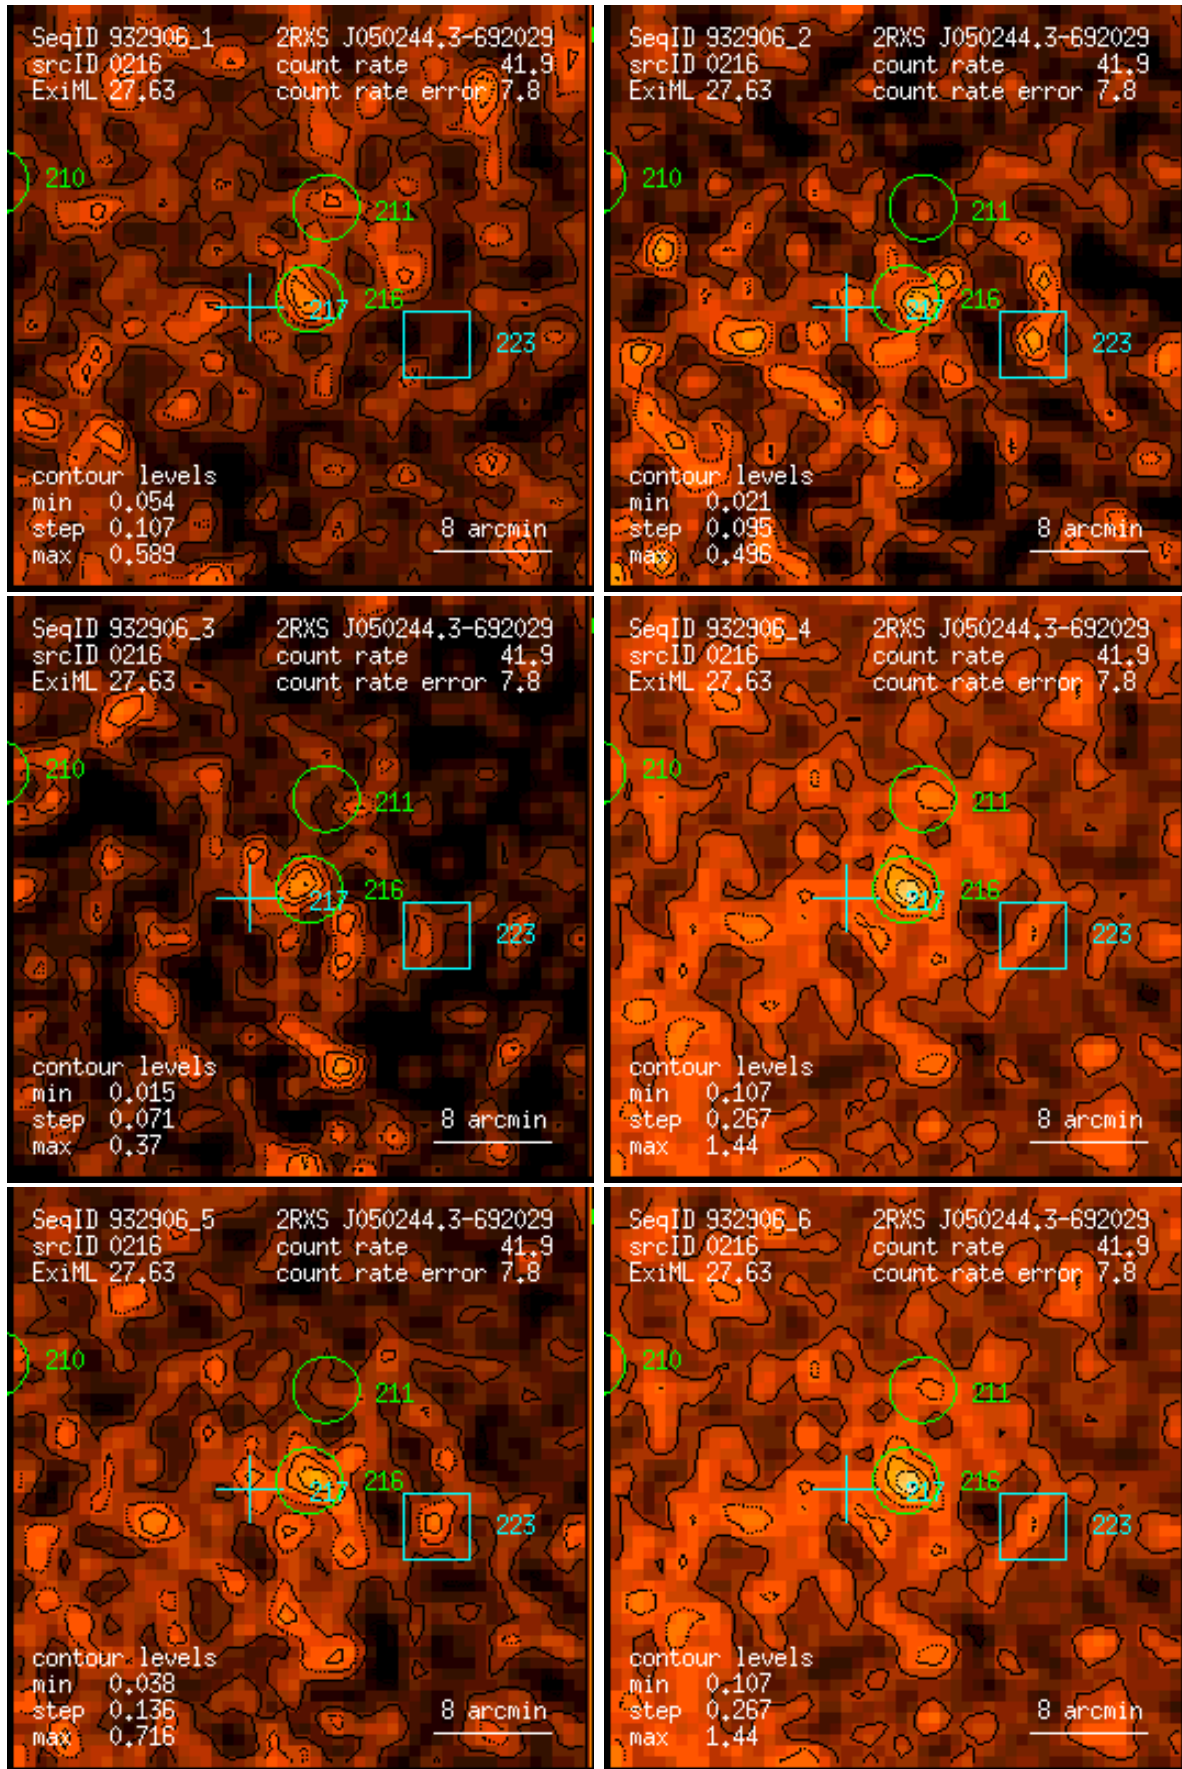 SeqID 932906_1 2RXS J050244.3-692029
srcID 0216 count rate 41.9
ExiML 27.63 count rate error 7.8
210
211
216
217
223
contour levels
min 0.054
step 0.107
max 0.589
8 arcmin
SeqID 932906_2 2RXS J050244.3-692029
srcID 0216 count rate 41.9
ExiML 27.63 count rate error 7.8
210
211
216
217
223
contour levels
min 0.021
step 0.095
max 0.496
8 arcmin
SeqID 932906_3 2RXS J050244.3-692029
srcID 0216 count rate 41.9
ExiML 27.63 count rate error 7.8
210
211
216
217
223
contour levels
min 0.015
step 0.071
max 0.37
8 arcmin
SeqID 932906_4 2RXS J050244.3-692029
srcID 0216 count rate 41.9
ExiML 27.63 count rate error 7.8
210
211
216
217
223
contour levels
min 0.107
step 0.267
max 1.44
8 arcmin
SeqID 932906_5 2RXS J050244.3-692029
srcID 0216 count rate 41.9
ExiML 27.63 count rate error 7.8
210
211
216
217
223
contour levels
min 0.038
step 0.136
max 0.716
8 arcmin
SeqID 932906_6 2RXS J050244.3-692029
srcID 0216 count rate 41.9
ExiML 27.63 count rate error 7.8
210
211
216
217
223
contour levels
min 0.107
step 0.267
max 1.44
8 arcmin